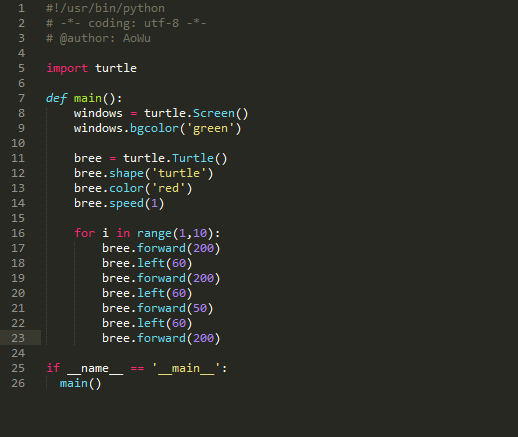 1 #!/usr/bin/python
2 # -*- coding: utf-8 -*-
3 # @author: AoWu
4
5 import turtle
6
7 def main():
8     windows = turtle.Screen()
9     windows.bgcolor('green')
10
11     bree = turtle.Turtle()
12     bree.shape('turtle')
13     bree.color('red')
14     bree.speed(1)
15
16     for i in range(1,10):
17         bree.forward(200)
18         bree.left(60)
19         bree.forward(200)
20         bree.left(60)
21         bree.forward(50)
22         bree.left(60)
23         bree.forward(200)
24
25 if __name__ == '__main__':
26   main()